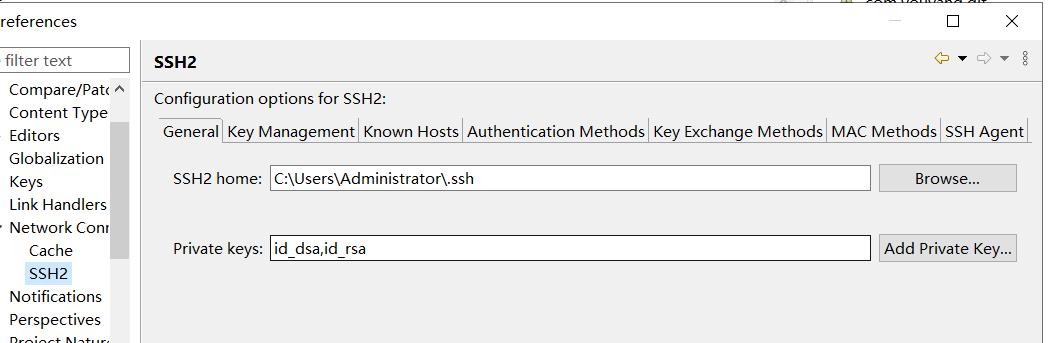 references
SSH2
filter text
Compare/Patc
Content Type
Editors
Globalization
Keys
Link Handlers
Network Conn
Cache
SSH2
Notifications
Perspectives
Project Nature
Configuration options for SSH2:
General Key Management Known Hosts Authentication Methods Key Exchange Methods MAC Methods SSH Agent
SSH2 home: C:\Users\Administrator\.ssh Browse...
Private keys: id_dsa,id_rsa Add Private Key...